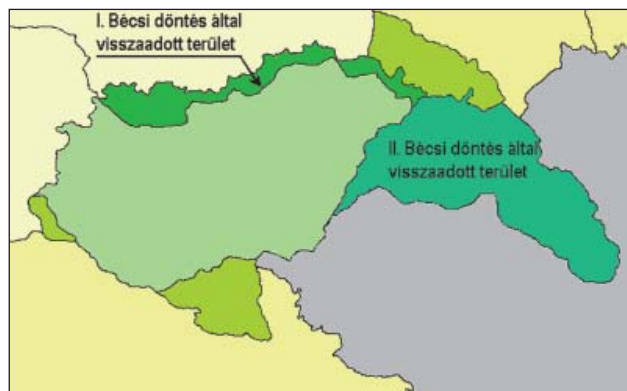 I. Bécsi döntés által
visszaadott terület
II. Bécsi döntés által
visszaadott terület